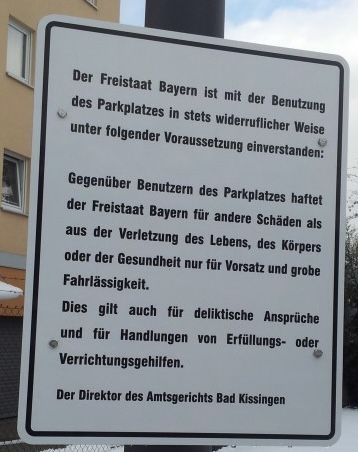 Der Freistaat Bayern ist mit der Benutzung
des Parkplatzes in stets widerruflicher Weise
unter folgender Voraussetzung einverstanden:
Gegenüber Benutzern des Parkplatzes haftet
der Freistaat Bayern für andere Schäden als
aus der Verletzung des Lebens, des Körpers
oder der Gesundheit nur für Vorsatz und grobe
Fahrlässigkeit.
Dies gilt auch für deliktische Ansprüche
und für Handlungen von Erfüllungs- oder
Verrichtungsgehilfen.
Der Direktor des Amtsgerichts Bad Kissingen